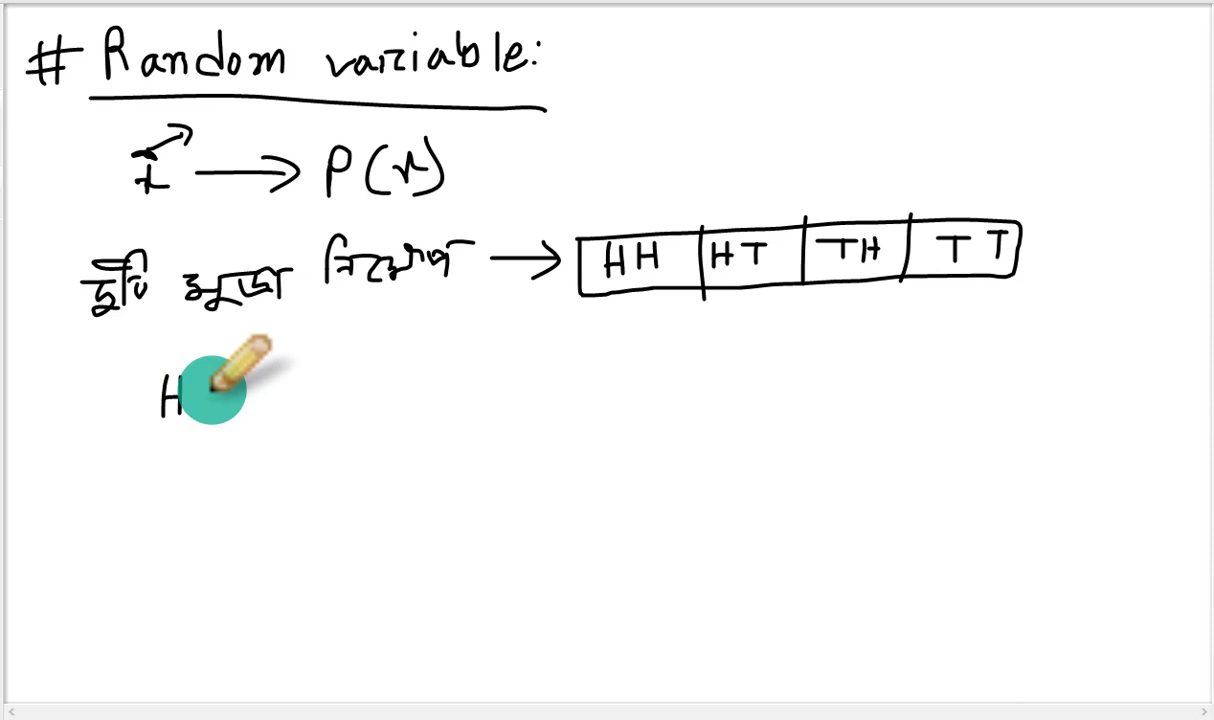 # Random variable:
x → P(x)
দুটি মুদ্রা নিক্ষেপ → HH HT TH TT
H